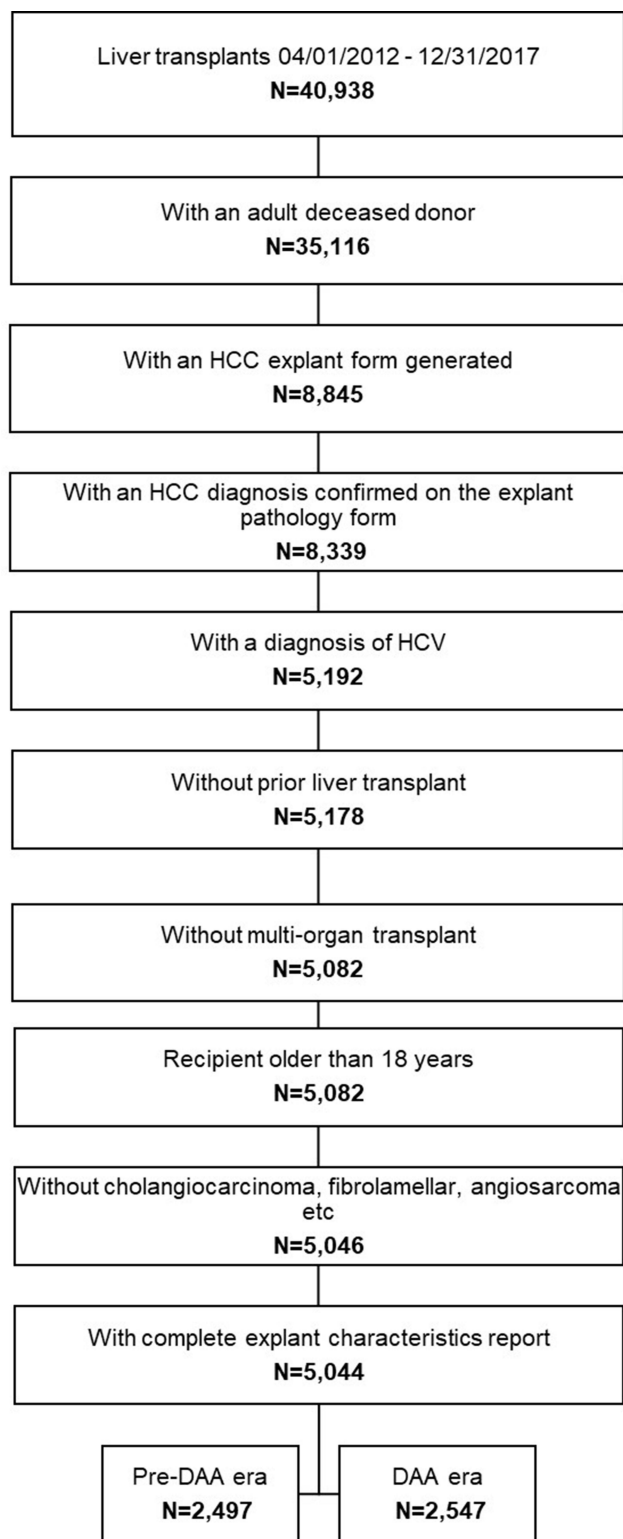 Liver transplants 04/01/2012 - 12/31/2017
N=40,938
With an adult deceased donor
N=35,116
With an HCC explant form generated
N=8,845
With an HCC diagnosis confirmed on the explant
pathology form
N=8,339
With a diagnosis of HCV
N=5,192
Without prior liver transplant
N=5,178
Without multi-organ transplant
N=5,082
Recipient older than 18 years
N=5,082
Without cholangiocarcinoma, fibrolamellar, angiosarcoma
etc
N=5,046
With complete explant characteristics report
N=5,044
Pre-DAA era
N=2,497
DAA era
N=2,547